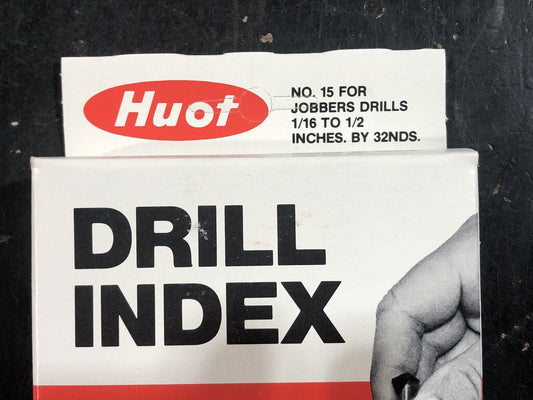 Huot
NO. 15 FOR
JOBBERS DRILLS
1/16 TO 1/2
INCHES. BY 32NDS.
DRILL
INDEX